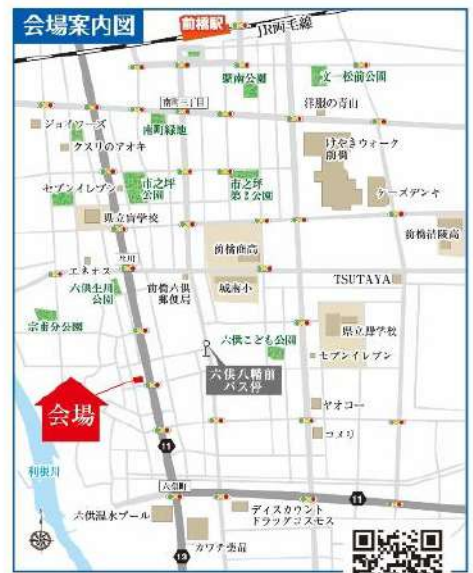 会場案内図
前橋駅
JR両毛線
駅南公園
文一松前公園
南町三丁目
洋服の青山
ジョイフーズ
南町緑地
クスリのアオキ
けやきウォーク
前橋
セブンイレブン
市之坪
公園
市之坪
第2公園
ケーズデンキ
県立盲学校
前橋商高
前橋清陵高
生川
エネオス
六供生川
公園
前橋六供
郵便局
城南小
TSUTAYA
宗甫分公園
六供こども公園
県立聾学校
セブンイレブン
六供八幡前
バス停
会場
ヤオコー
コメリ
11
利根川
六供町
11
六供温水プール
ディスカウント
ドラッグコスモス
カワチ薬品
13